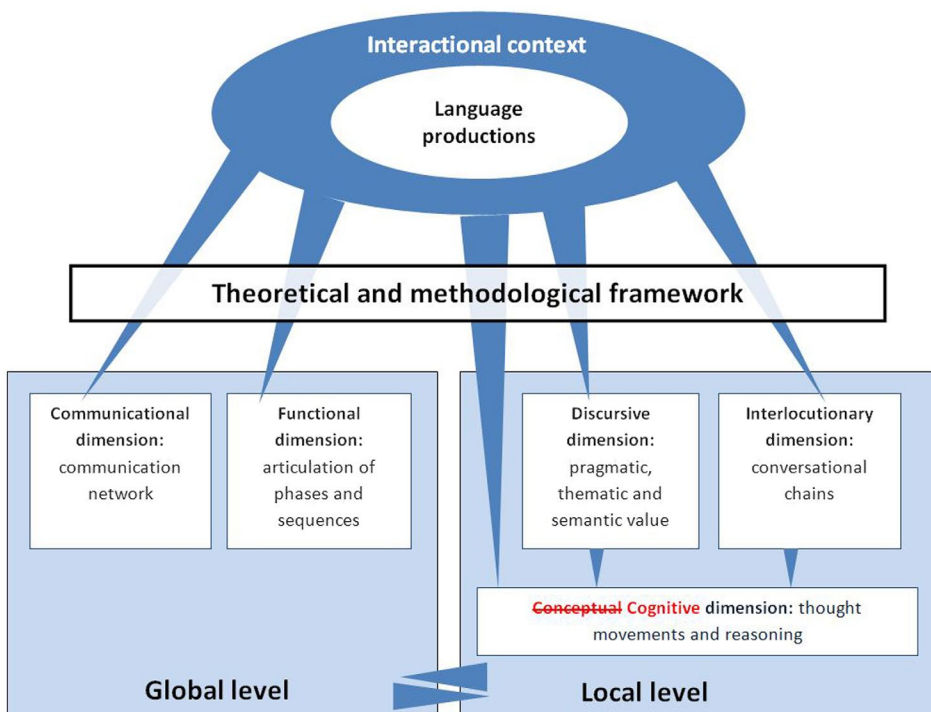 Interactional context
Language
productions
Theoretical and methodological framework
Communicational
dimension:
communication
network
Functional
dimension:
articulation of
phases and
sequences
Discursive
dimension:
pragmatic,
thematic and
semantic value
Interlocutionary
dimension:
conversational
chains
Conceptual Cognitive dimension: thought
movements and reasoning
Global level
Local level